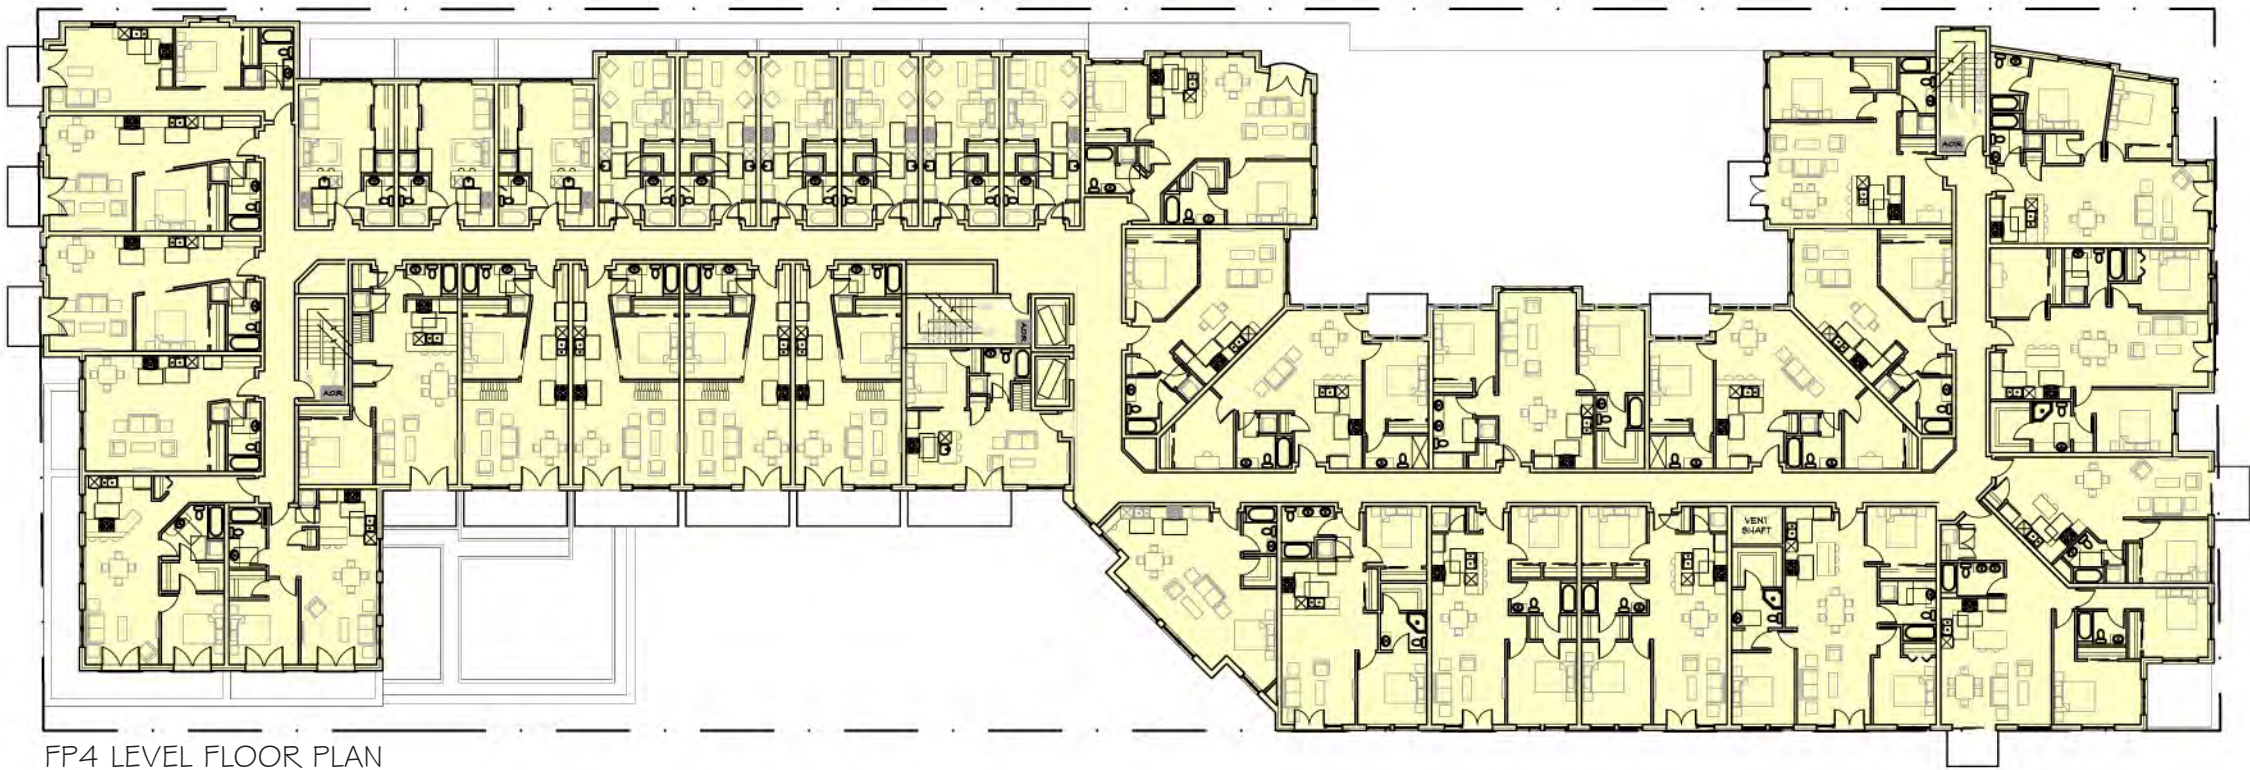 AOR
AOR
AOR
VENT
SHAFT
FP4 LEVEL FLOOR PLAN